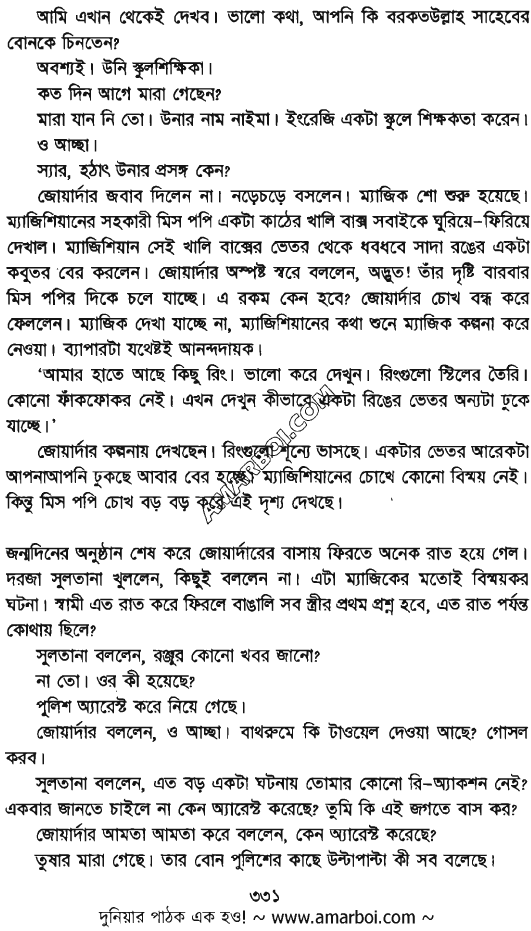 আমি এখান থেকেই দেখব। ভালো কথা, আপনি কি বরকতউল্লাহ সাহেবের
বোনকে চিনতেন?
অবশ্যই। উনি স্কুলশিক্ষিকা।
কত দিন আগে মারা গেছেন?
মারা যান নি তো। উনার নাম নাইমা। ইংরেজি একটা স্কুলে শিক্ষকতা করেন।
ও আচ্ছা।
স্যার, হঠাৎ উনার প্রসঙ্গ কেন?
জোয়ার্দার জবাব দিলেন না। নড়েচড়ে বসলেন। ম্যাজিক শো শুরু হয়েছে।
ম্যাজিশিয়ানের সহকারী মিস পপি একটা কাঠের খালি বাক্স সবাইকে ঘুরিয়ে-ফিরিয়ে
দেখাল। ম্যাজিশিয়ান সেই খালি বাক্সের ভেতর থেকে ধবধবে সাদা রঙের একটা
কবুতর বের করলেন। জোয়ার্দার অস্পষ্ট স্বরে বললেন, অদ্ভুত! তাঁর দৃষ্টি বারবার
মিস পপির দিকে চলে যাচ্ছে। এ রকম কেন হবে? জোয়ার্দার চোখ বন্ধ করে
ফেললেন। ম্যাজিক দেখা যাচ্ছে না, ম্যাজিশিয়ানের কথা শুনে ম্যাজিক কল্পনা করে
নেওয়া। ব্যাপারটা যথেষ্টই আনন্দদায়ক।
‘আমার হাতে আছে কিছু রিং। ভালো করে দেখুন। রিংগুলো স্টিলের তৈরি।
কোনো ফাঁকফোকর নেই। এখন দেখুন কীভাবে একটা রিঙের ভেতর অন্যটা ঢুকে
যাচ্ছে।’
জোয়ার্দার কল্পনায় দেখছেন। রিংগুলো শূন্যে ভাসছে। একটার ভেতর আরেকটা
আপনাআপনি ঢুকছে আবার বের হচ্ছে। ম্যাজিশিয়ানের চোখে কোনো বিস্ময় নেই।
কিন্তু মিস পপি চোখ বড় বড় করে এই দৃশ্য দেখছে।
AMARBOI.COM
জন্মদিনের অনুষ্ঠান শেষ করে জোয়ার্দারের বাসায় ফিরতে অনেক রাত হয়ে গেল।
দরজা সুলতানা খুললেন, কিছুই বললেন না। এটা ম্যাজিকের মতোই বিস্ময়কর
ঘটনা। স্বামী এত রাত করে ফিরলে বাঙালি সব স্ত্রীর প্রথম প্রশ্ন হবে, এত রাত পর্যন্ত
কোথায় ছিলে?
সুলতানা বললেন, রঞ্জুর কোনো খবর জানো?
না তো। ওর কী হয়েছে?
পুলিশ অ্যারেস্ট করে নিয়ে গেছে।
জোয়ার্দার বললেন, ও আচ্ছা। বাথরুমে কি টাওয়েল দেওয়া আছে? গোসল
করব।
সুলতানা বললেন, এত বড় একটা ঘটনায় তোমার কোনো রি-অ্যাকশন নেই?
একবার জানতে চাইলে না কেন অ্যারেস্ট করেছে? তুমি কি এই জগতে বাস কর?
জোয়ার্দার আমতা আমতা করে বললেন, কেন অ্যারেস্ট করেছে?
তুষার মারা গেছে। তার বোন পুলিশের কাছে উল্টাপাল্টা কী সব বলেছে।
৩৩১
দুনিয়ার পাঠক এক হও! ~ www.amarboi.com ~